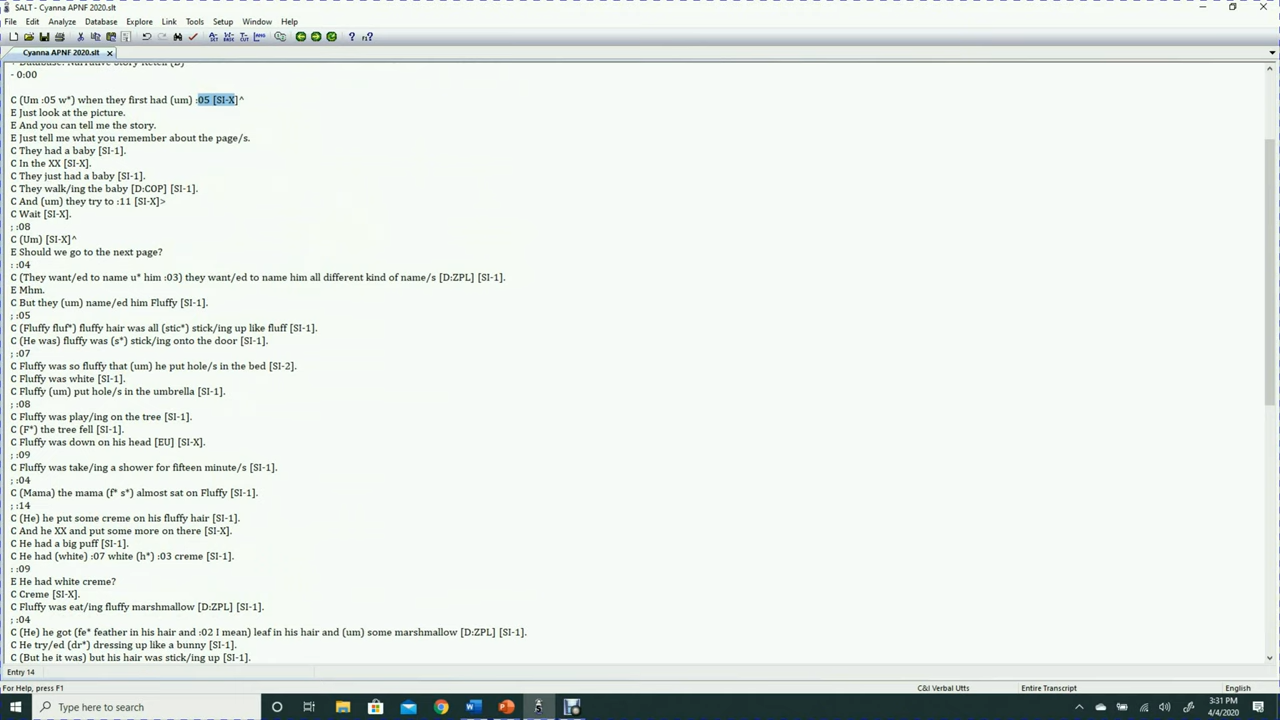 SALT - Cyanna APNF 2020.slt
File Edit Analyze Database Explore Link Tools Setup Window Help
Cyanna APNF 2020.slt
+ Database: Narrative Story Retell (B)
- 0:00
C (Um :05 w*) when they first had (um) :05 [SI-X]^
E Just look at the picture.
E And you can tell me the story.
E Just tell me what you remember about the page/s.
C They had a baby [SI-1].
C In the XX [SI-X].
C They just had a baby [SI-1].
C They walk/ing the baby [D:COP] [SI-1].
C And (um) they try to :11 [SI-X]>
C Wait [SI-X].
; :08
C (Um) [SI-X]^
E Should we go to the next page?
: :04
C (They want/ed to name u* him :03) they want/ed to name him all different kind of name/s [D:ZPL] [SI-1].
E Mhm.
C But they (um) name/ed him Fluffy [SI-1].
; :05
C (Fluffy fluf*) fluffy hair was all (stic*) stick/ing up like fluff [SI-1].
C (He was) fluffy was (s*) stick/ing onto the door [SI-1].
; :07
C Fluffy was so fluffy that (um) he put hole/s in the bed [SI-2].
C Fluffy was white [SI-1].
C Fluffy (um) put hole/s in the umbrella [SI-1].
; :08
C Fluffy was play/ing on the tree [SI-1].
C (F*) the tree fell [SI-1].
C Fluffy was down on his head [EU] [SI-X].
; :09
C Fluffy was take/ing a shower for fifteen minute/s [SI-1].
; :04
C (Mama) the mama (f* s*) almost sat on Fluffy [SI-1].
; :14
C (He) he put some creme on his fluffy hair [SI-1].
C And he XX and put some more on there [SI-X].
C He had a big puff [SI-1].
C He had (white) :07 white (h*) :03 creme [SI-1].
: :09
E He had white creme?
C Creme [SI-X].
C Fluffy was eat/ing fluffy marshmallow [D:ZPL] [SI-1].
; :04
C (He) he got (fe* feather in his hair and :02 I mean) leaf in his hair and (um) some marshmallow [D:ZPL] [SI-1].
C He try/ed (dr*) dressing up like a bunny [SI-1].
C (But he it was) but his hair was stick/ing up [SI-1].
Entry 14
For Help, press F1 C&I Verbal Utts Entire Transcript English
Type here to search
3:31 PM
4/4/2020